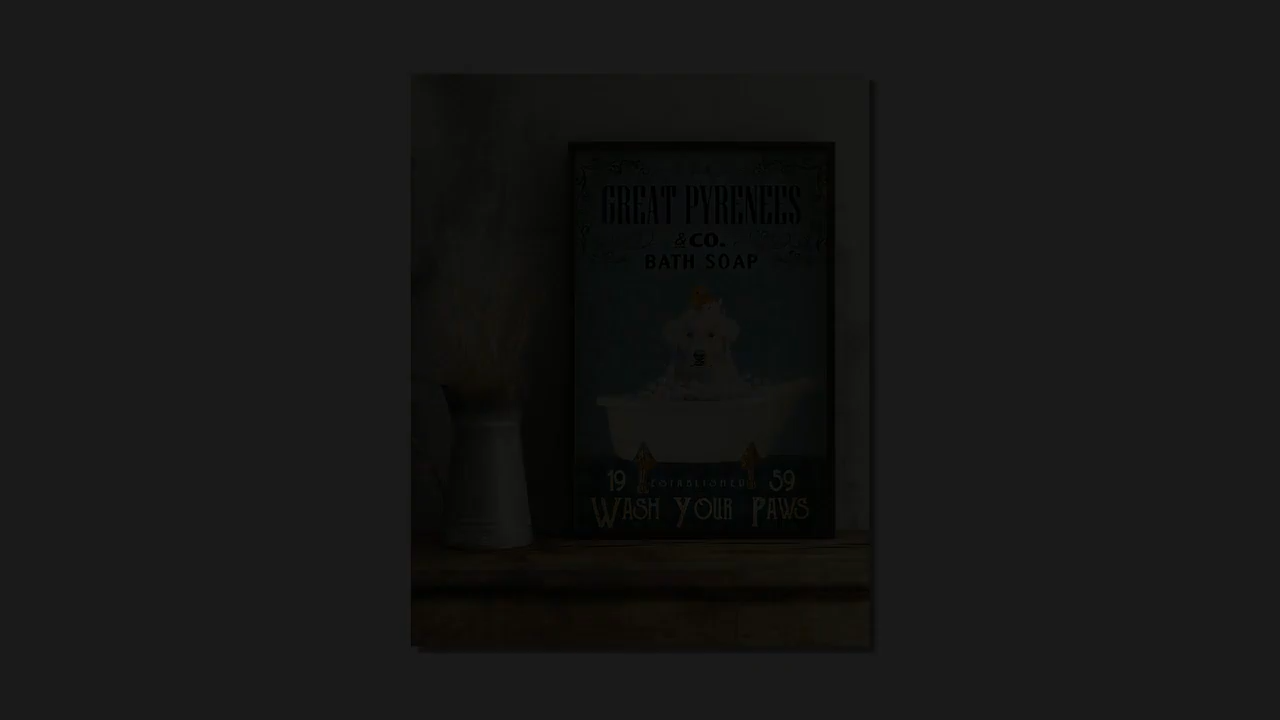 GREAT PYRENEES
& CO.
BATH SOAP
19 ESTABLISHED 59
WASH YOUR PAWS